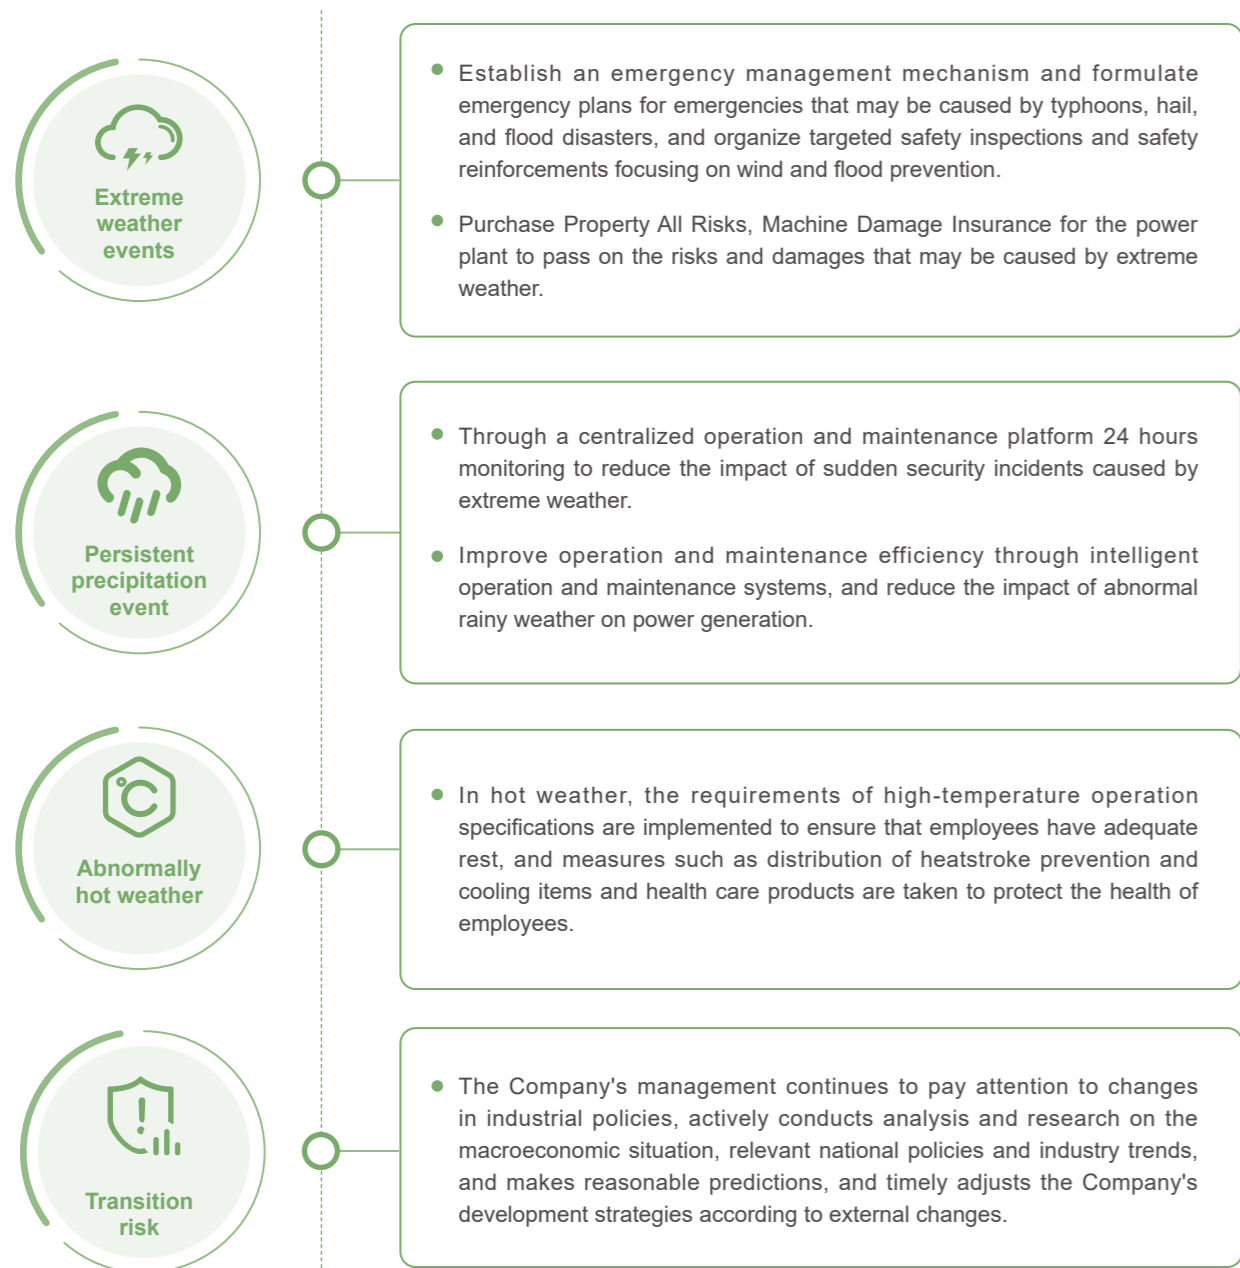 Extreme
weather
events
Establish an emergency management mechanism and formulate
emergency plans for emergencies that may be caused by typhoons, hail,
and flood disasters, and organize targeted safety inspections and safety
reinforcements focusing on wind and flood prevention.
Purchase Property All Risks, Machine Damage Insurance for the power
plant to pass on the risks and damages that may be caused by extreme
weather.
Persistent
precipitation
event
Through a centralized operation and maintenance platform 24 hours
monitoring to reduce the impact of sudden security incidents caused by
extreme weather.
Improve operation and maintenance efficiency through intelligent
operation and maintenance systems, and reduce the impact of abnormal
rainy weather on power generation.
°C
Abnormally
hot weather
In hot weather, the requirements of high-temperature operation
specifications are implemented to ensure that employees have adequate
rest, and measures such as distribution of heatstroke prevention and
cooling items and health care products are taken to protect the health of
employees.
Transition
risk
The Company's management continues to pay attention to changes
in industrial policies, actively conducts analysis and research on the
macroeconomic situation, relevant national policies and industry trends,
and makes reasonable predictions, and timely adjusts the Company's
development strategies according to external changes.